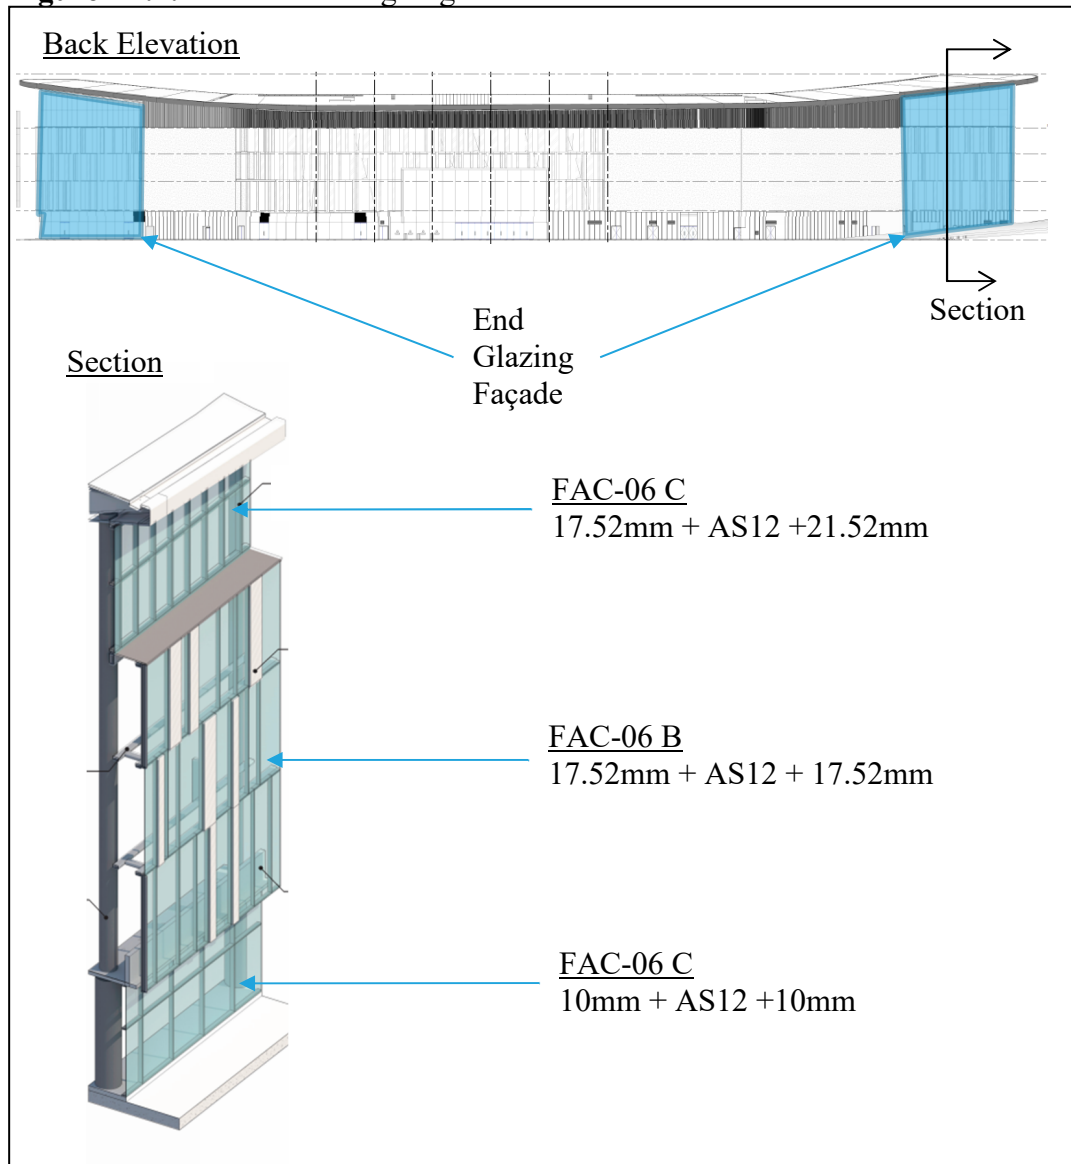 Back Elevation
Section
End
Glazing
Façade
Section
FAC-06 C
17.52mm + AS12 +21.52mm
FAC-06 B
17.52mm + AS12 + 17.52mm
FAC-06 C
10mm + AS12 +10mm